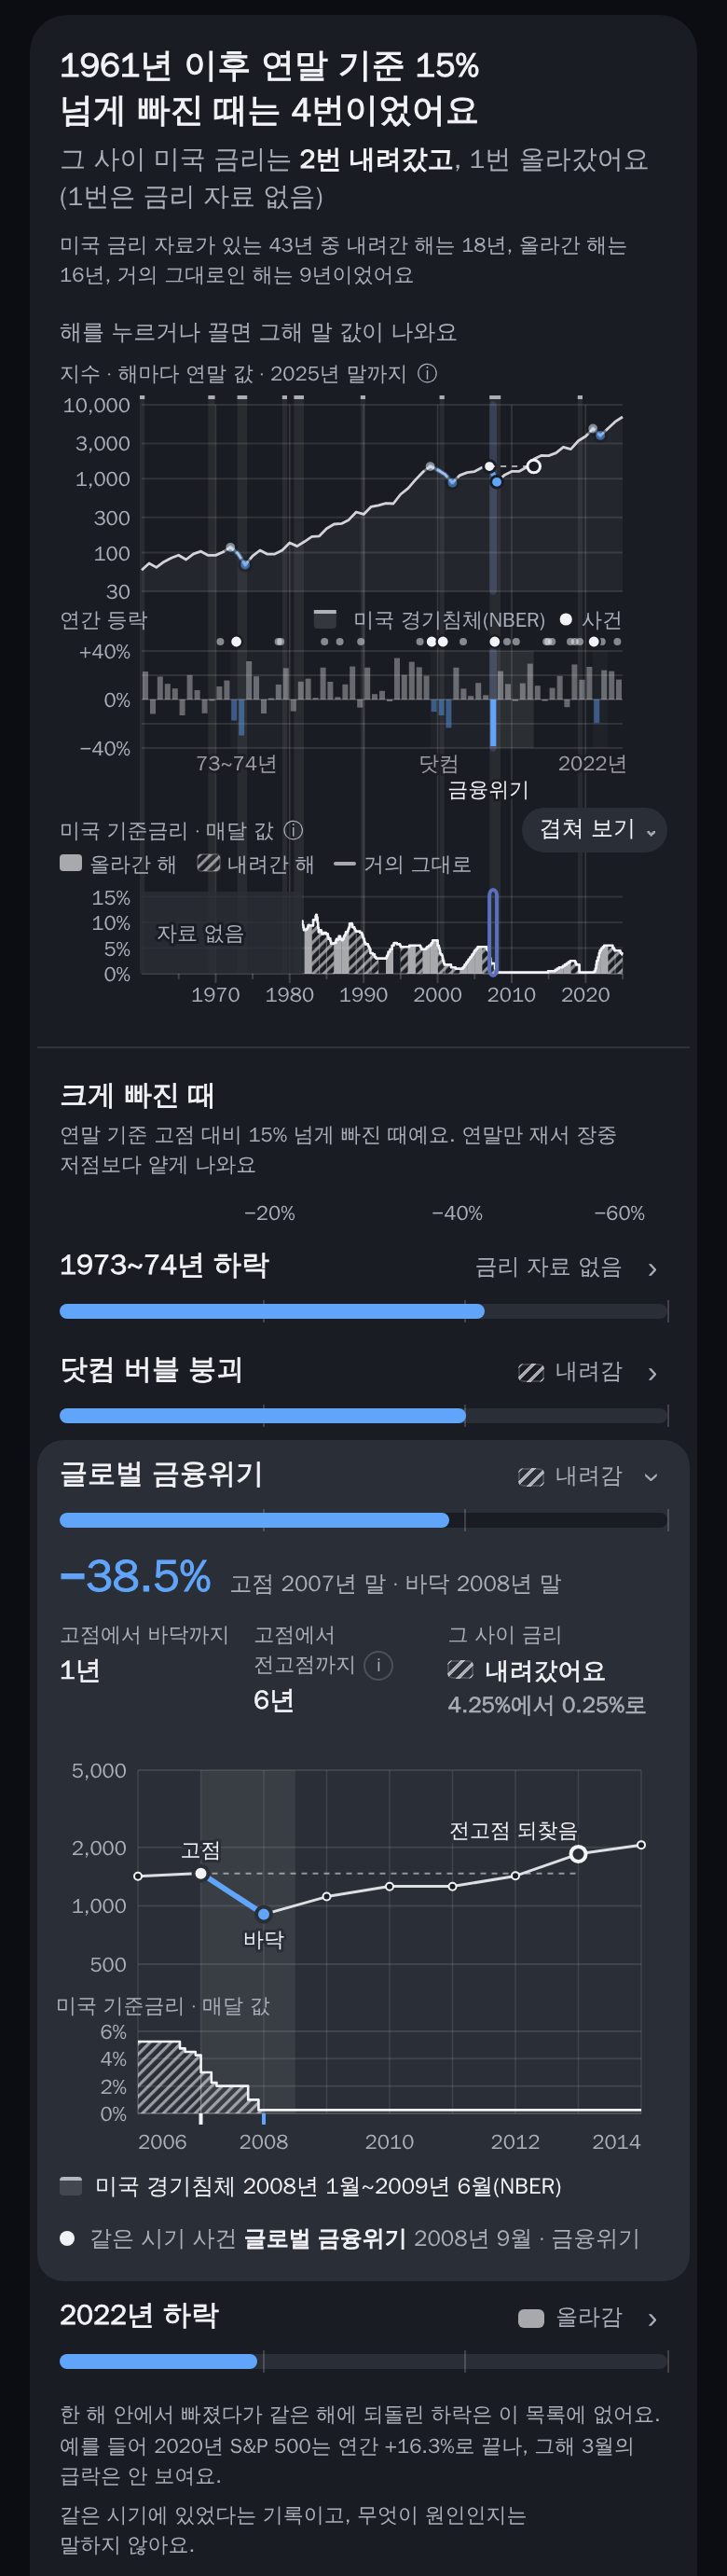 1961년 이후 연말 기준 15%
넘게 빠진 때는 4번이었어요
그 사이 미국 금리는 2번 내려갔고, 1번 올라갔어요
(1번은 금리 자료 없음)
미국 금리 자료가 있는 43년 중 내려간 해는 18년, 올라간 해는
16년, 거의 그대로인 해는 9년이었어요
해를 누르거나 끌면 그해 말 값이 나와요
지수 · 해마다 연말 값 · 2025년 말까지 ⓘ
10,000
3,000
1,000
300
100
30
연간 등락 미국 경기침체(NBER) 사건
+40%
0%
−40%
73~74년 닷컴 2022년
금융위기
미국 기준금리 · 매달 값 ⓘ 겹쳐 보기
올라간 해 내려간 해 거의 그대로
15%
10%
5%
0%
자료 없음
1970 1980 1990 2000 2010 2020
크게 빠진 때
연말 기준 고점 대비 15% 넘게 빠진 때예요. 연말만 재서 장중
저점보다 얕게 나와요
−20% −40% −60%
1973~74년 하락 금리 자료 없음 ›
닷컴 버블 붕괴 내려감 ›
글로벌 금융위기 내려감
−38.5% 고점 2007년 말 · 바닥 2008년 말
고점에서 바닥까지
1년
고점에서
전고점까지 ⓘ
6년
그 사이 금리
내려갔어요
4.25%에서 0.25%로
5,000
2,000
1,000
500
고점
바닥
전고점 되찾음
미국 기준금리 · 매달 값
6%
4%
2%
0%
2006 2008 2010 2012 2014
미국 경기침체 2008년 1월~2009년 6월(NBER)
같은 시기 사건 글로벌 금융위기 2008년 9월 · 금융위기
2022년 하락 올라감 ›
한 해 안에서 빠졌다가 같은 해에 되돌린 하락은 이 목록에 없어요.
예를 들어 2020년 S&P 500는 연간 +16.3%로 끝나, 그해 3월의
급락은 안 보여요.
같은 시기에 있었다는 기록이고, 무엇이 원인인지는
말하지 않아요.